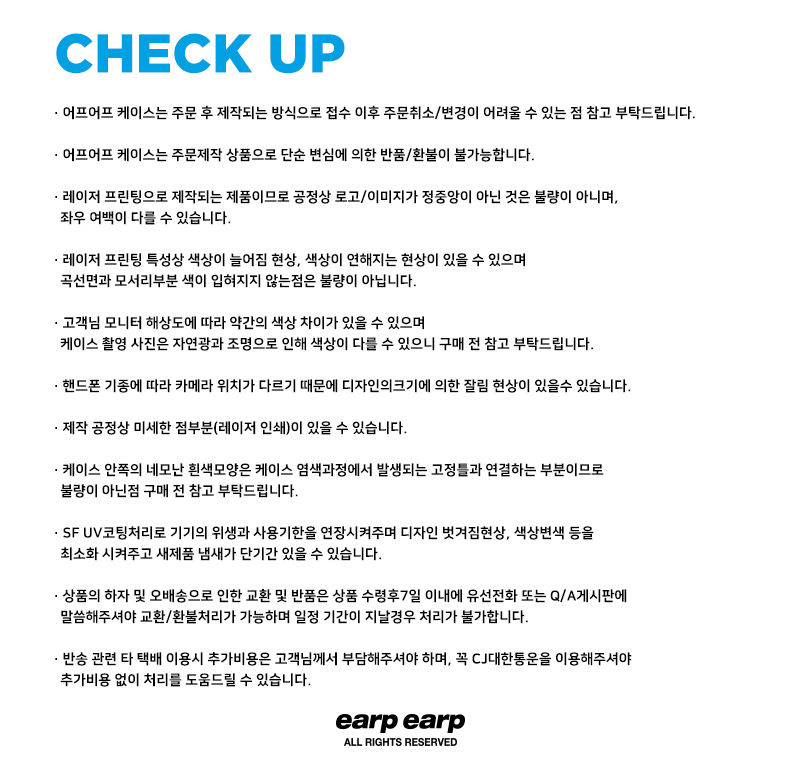 CHECK UP
· 어프어프 케이스는 주문 후 제작되는 방식으로 접수 이후 주문취소/변경이 어려울 수 있는 점 참고 부탁드립니다.
· 어프어프 케이스는 주문제작 상품으로 단순 변심에 의한 반품/환불이 불가능합니다.
· 레이저 프린팅으로 제작되는 제품이므로 공정상 로고/이미지가 정중앙이 아닌 것은 불량이 아니며,
좌우 여백이 다를 수 있습니다.
· 레이저 프린팅 특성상 색상이 늘어짐 현상, 색상이 연해지는 현상이 있을 수 있으며
곡선면과 모서리부분 색이 입혀지지 않는점은 불량이 아닙니다.
· 고객님 모니터 해상도에 따라 약간의 색상 차이가 있을 수 있으며
케이스 촬영 사진은 자연광과 조명으로 인해 색상이 다를 수 있으니 구매 전 참고 부탁드립니다.
· 핸드폰 기종에 따라 카메라 위치가 다르기 때문에 디자인의크기에 의한 잘림 현상이 있을수 있습니다.
· 제작 공정상 미세한 점부분(레이저 인쇄)이 있을 수 있습니다.
· 케이스 안쪽의 네모난 흰색모양은 케이스 염색과정에서 발생되는 고정틀과 연결하는 부분이므로
불량이 아닌점 구매 전 참고 부탁드립니다.
· SF UV코팅처리로 기기의 위생과 사용기한을 연장시켜주며 디자인 벗겨짐현상, 색상변색 등을
최소화 시켜주고 새제품 냄새가 단기간 있을 수 있습니다.
· 상품의 하자 및 오배송으로 인한 교환 및 반품은 상품 수령후7일 이내에 유선전화 또는 Q/A게시판에
말씀해주셔야 교환/환불처리가 가능하며 일정 기간이 지날경우 처리가 불가합니다.
· 반송 관련 타 택배 이용시 추가비용은 고객님께서 부담해주셔야 하며, 꼭 CJ대한통운을 이용해주셔야
추가비용 없이 처리를 도움드릴 수 있습니다.
earp earp
ALL RIGHTS RESERVED